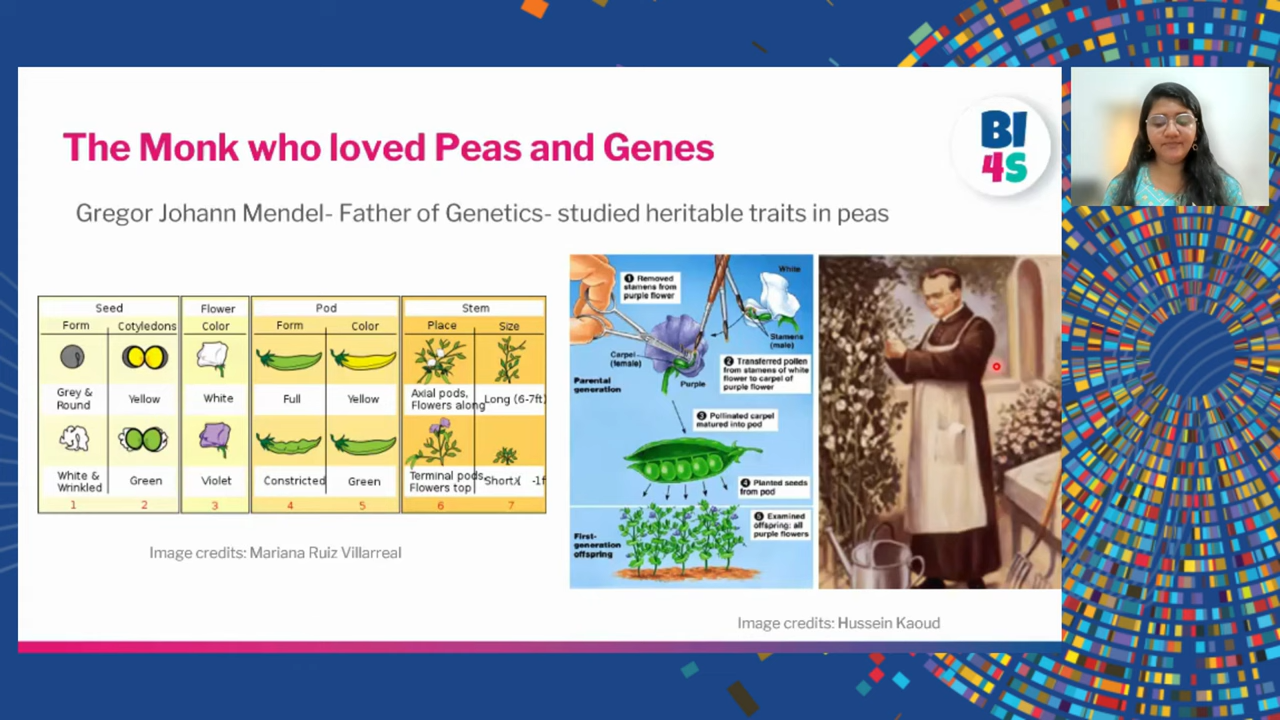 The Monk who loved Peas and Genes
BI
4S
Gregor Johann Mendel- Father of Genetics- studied heritable traits in peas
Seed
Flower
Pod
Stem
Form
Cotyledons
Color
Form
Color
Place
Size
Grey &
Round
Yellow
White
Full
Yellow
Axial pods,
Flowers along
Long (6-7ft)
White &
Wrinkled
Green
Violet
Constricted
Green
Terminal pods
Flowers top
Short
-1f
1
2
3
4
5
6
7
Image credits: Mariana Ruiz Villarreal
1 Removed
stamens from
purple flower
White
Stamens
(male)
Carpel
(female)
Purple
Parental
generation
2 Transferred pollen
from stamens of white
flower to carpel of
purple flower
3 Pollinated carpel
matured into pod
4 Planted seeds
from pod
First-
generation
offspring
5 Examined
offspring: all
purple flowers
Image credits: Hussein Kaoud